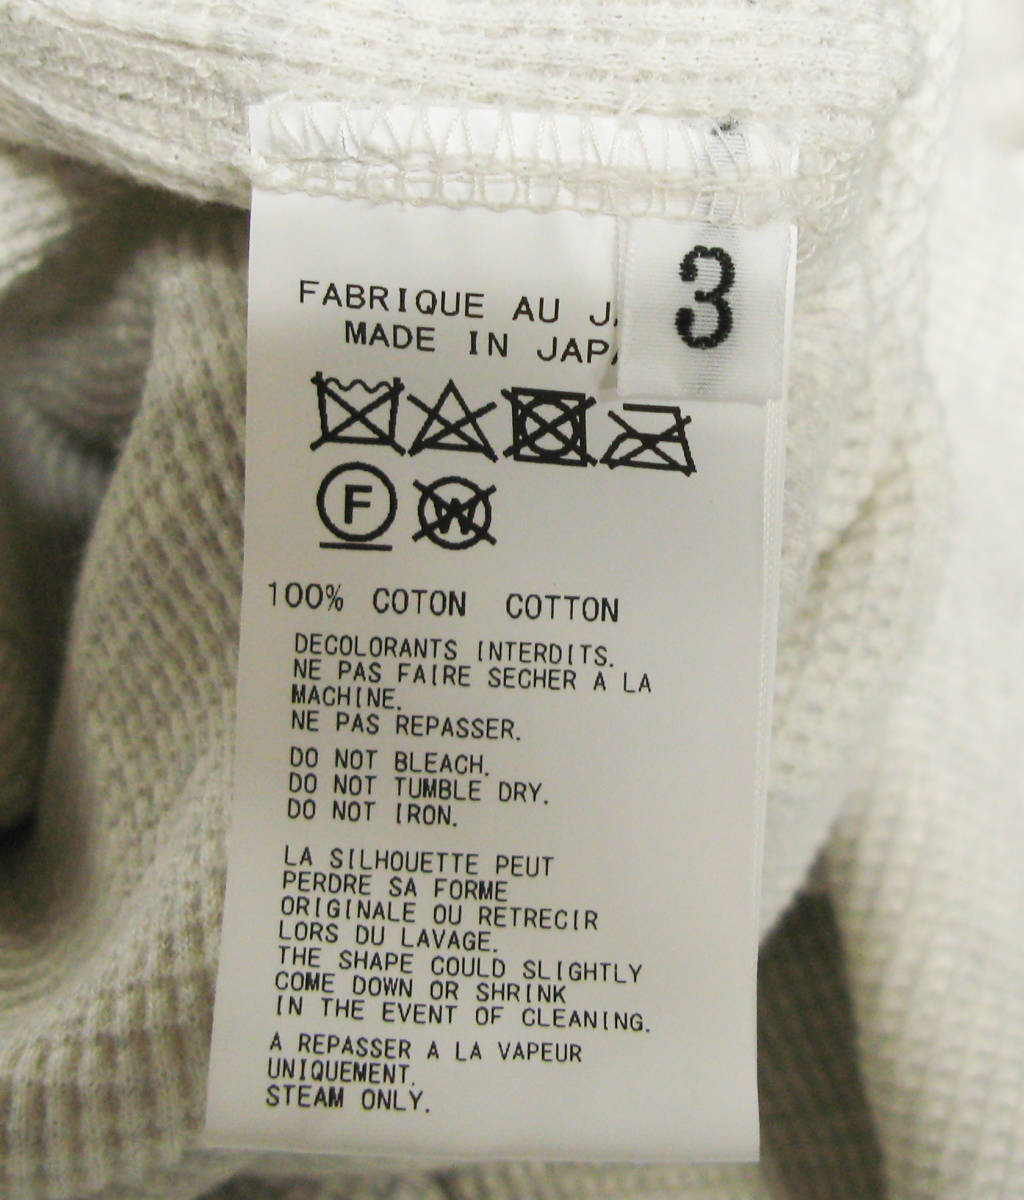 3
FABRIQUE AU
MADE IN
F
W
100% COTON COTTON
DECOLORANTS INTERDITS.
NE PAS FAIRE SECHER A LA
MACHINE.
NE PAS REPASSER.
DO NOT BLEACH.
DO NOT TUMBLE DRY.
DO NOT IRON.
LA SILHOUETTE PEUT
PERDRE SA FORME
ORIGINALE OU RETRECIR
LORS DU LAVAGE.
THE SHAPE COULD SLIGHTLY
COME DOWN OR SHRINK
IN THE EVENT OF CLEANING.
A REPASSER A LA VAPEUR
UNIQUEMENT.
STEAM ONLY.